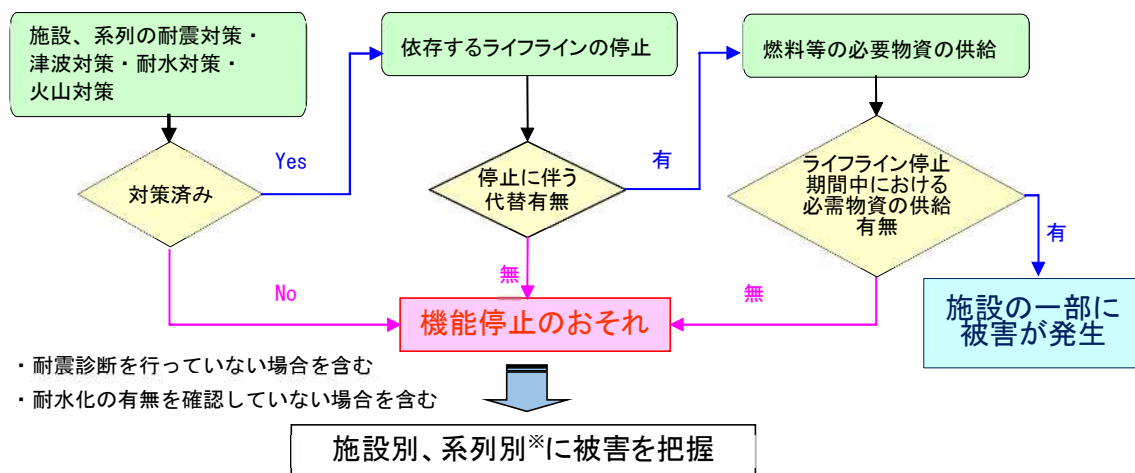 施設、系列の耐震対策・
津波対策・耐水対策・
火山対策
依存するライフラインの停止
燃料等の必要物資の供給
対策済み
Yes
停止に伴う
代替有無
有
ライフライン停止
期間中における
必需物資の供給
有無
有
No
無
無
機能停止のおそれ
施設の一部に
被害が発生
・耐震診断を行っていない場合を含む
・耐水化の有無を確認していない場合を含む
施設別、系列別※に被害を把握